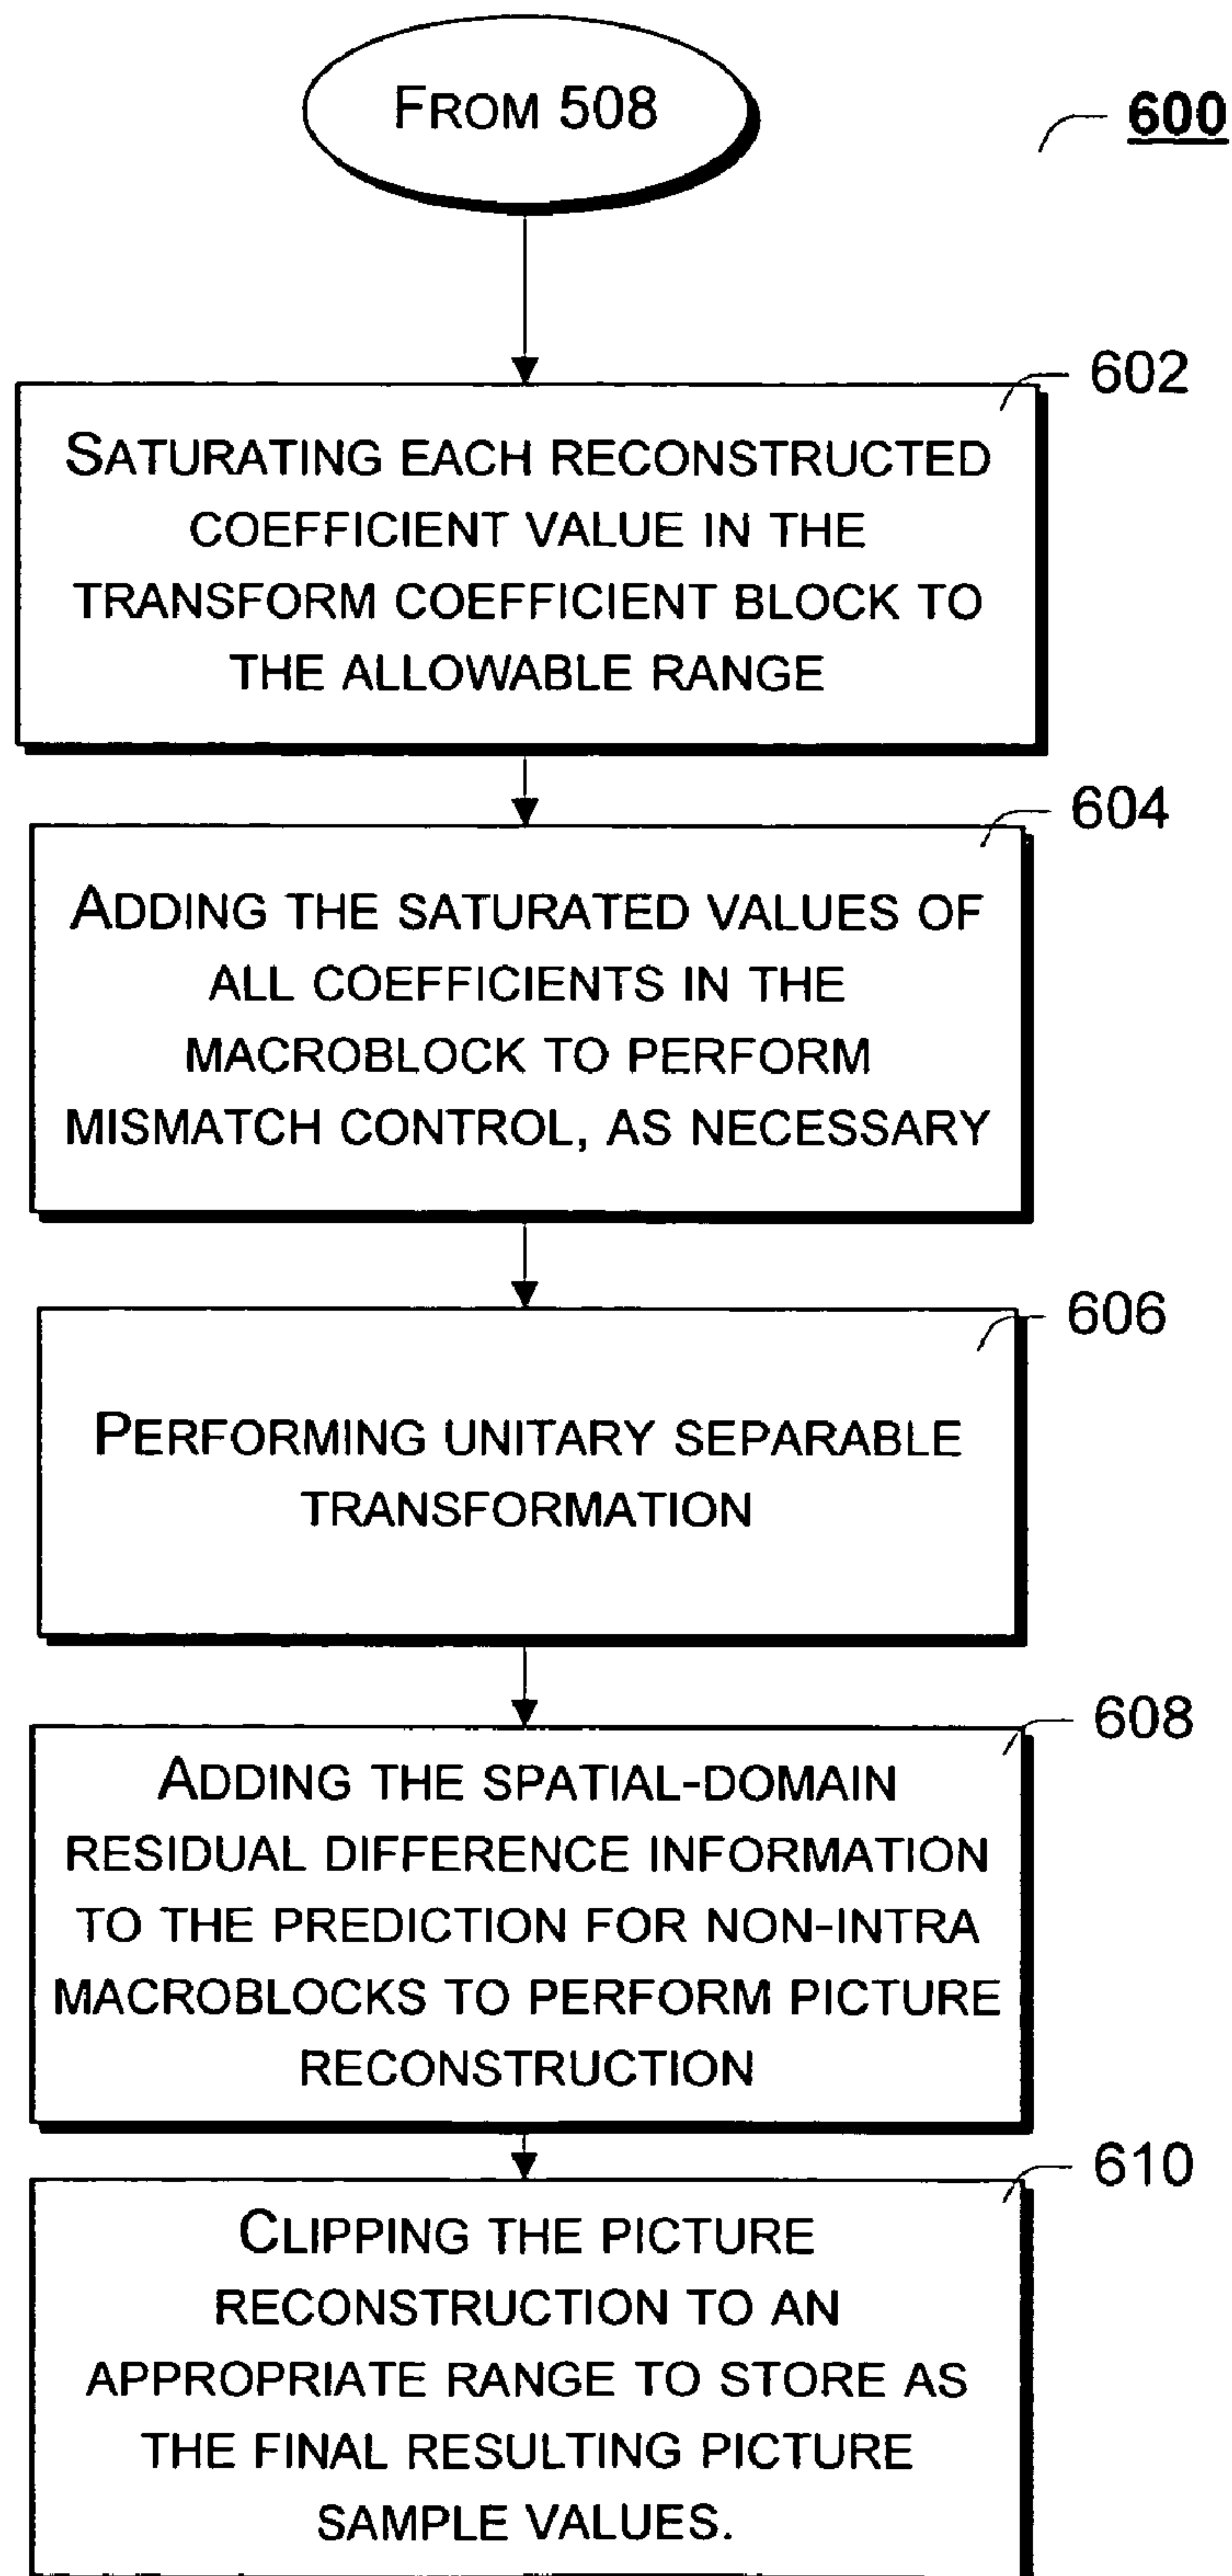 FROM 508
600
602
SATURATING EACH RECONSTRUCTED
COEFFICIENT VALUE IN THE
TRANSFORM COEFFICIENT BLOCK TO
THE ALLOWABLE RANGE
604
ADDING THE SATURATED VALUES OF
ALL COEFFICIENTS IN THE
MACROBLOCK TO PERFORM
MISMATCH CONTROL, AS NECESSARY
606
PERFORMING UNITARY SEPARABLE
TRANSFORMATION
608
ADDING THE SPATIAL-DOMAIN
RESIDUAL DIFFERENCE INFORMATION
TO THE PREDICTION FOR NON-INTRA
MACROBLOCKS TO PERFORM PICTURE
RECONSTRUCTION
610
CLIPPING THE PICTURE
RECONSTRUCTION TO AN
APPROPRIATE RANGE TO STORE AS
THE FINAL RESULTING PICTURE
SAMPLE VALUES.